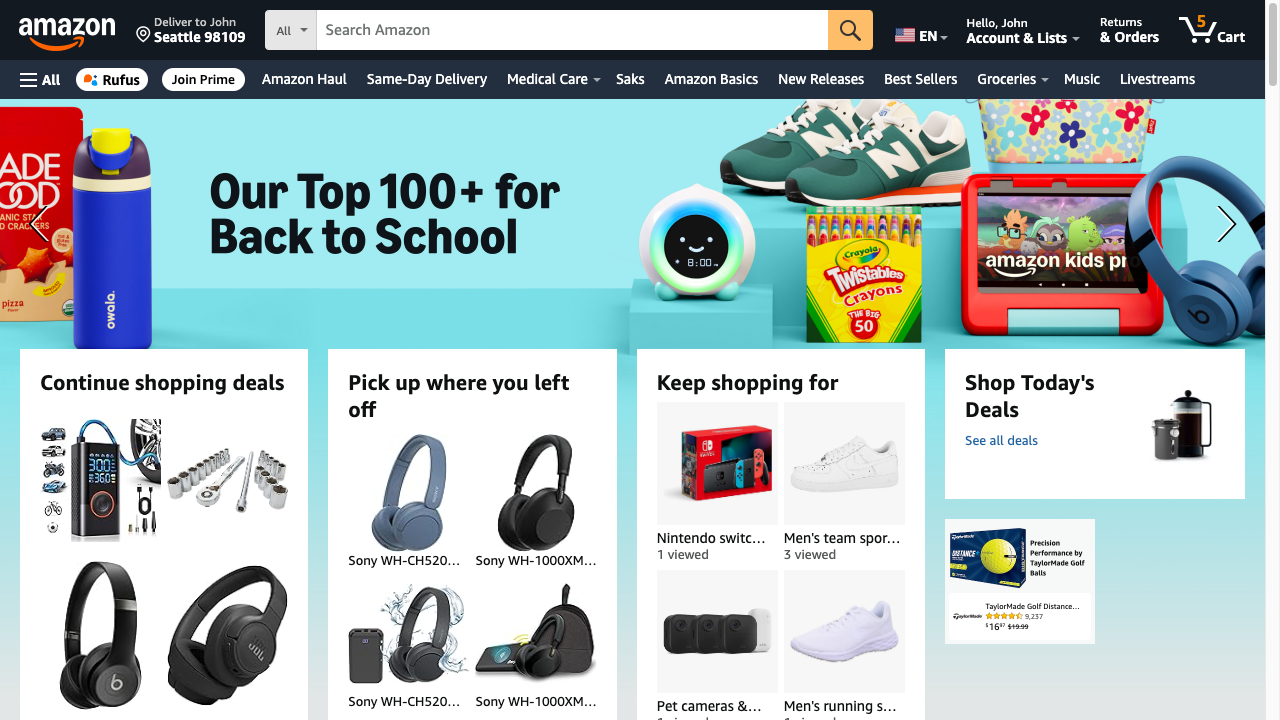 amazon
Deliver to John
Seattle 98109
All
Search Amazon
EN
Hello, John
Account & Lists
Returns
& Orders
5
Cart
All
Rufus
Join Prime
Amazon Haul
Same-Day Delivery
Medical Care
Saks
Amazon Basics
New Releases
Best Sellers
Groceries
Music
Livestreams
Our Top 100+ for
Back to School
ADE
OOD
pizza
owala.
8:00
Crayola
Twistables
Crayons
THE BIG
50
amazon kids pr
Continue shopping deals
Pick up where you left
off
Sony WH-CH520...
Sony WH-1000XM...
Sony WH-CH520...
Sony WH-1000XM...
Keep shopping for
Nintendo switc...
1 viewed
Men's team spor...
3 viewed
Pet cameras &...
Men's running s...
Shop Today's
Deals
See all deals
TaylorMade
DISTANCE+
Precision
Performance by
TaylorMade Golf
Balls
TaylorMade
TaylorMade Golf Distance...
9,237
$16⁹⁷ $19.99
JBL